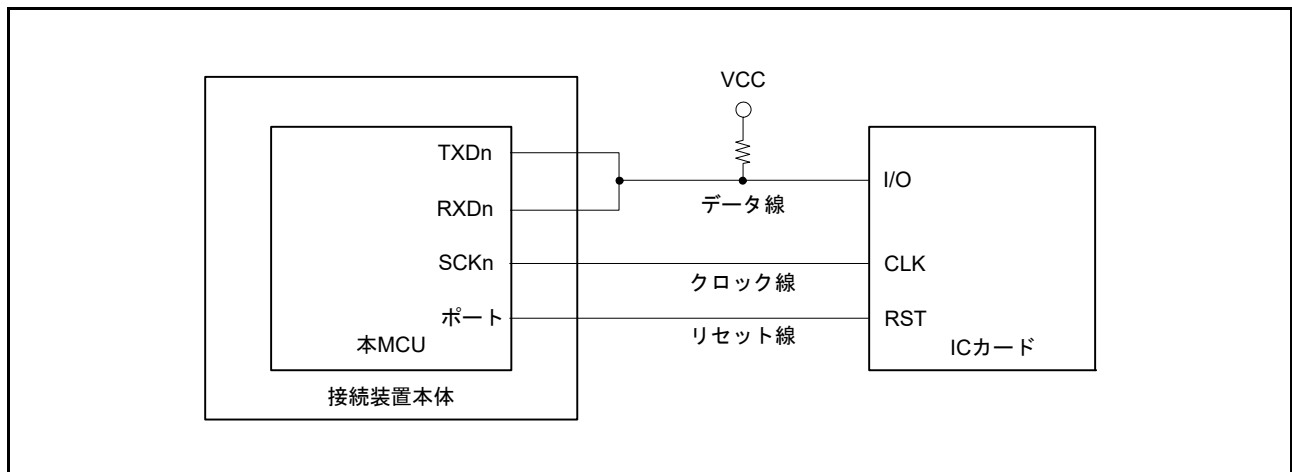 VCC
TXDn
RXDn
SCKn
ポート
本MCU
接続装置本体
データ線
クロック線
リセット線
I/O
CLK
RST
ICカード